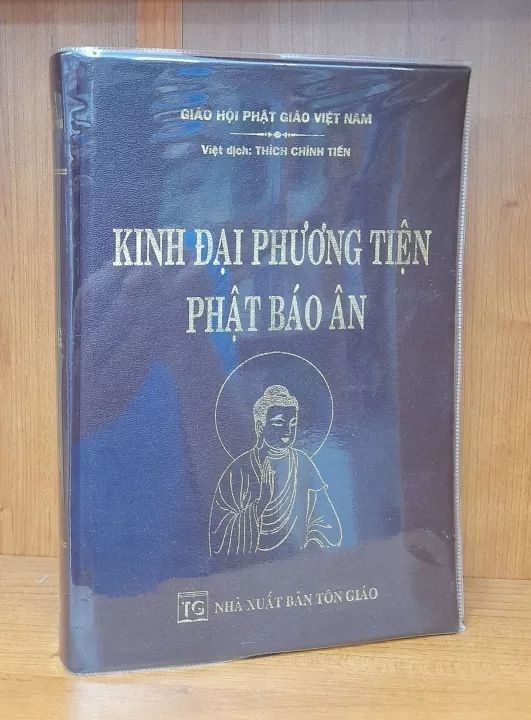 GIÁO HỘI PHẬT GIÁO VIỆT NAM
Việt dịch: THÍCH CHÍNH TIẾN
KINH ĐẠI PHƯƠNG TIỆN
PHẬT BÁO ÂN
TG NHÀ XUẤT BẢN TÔN GIÁO